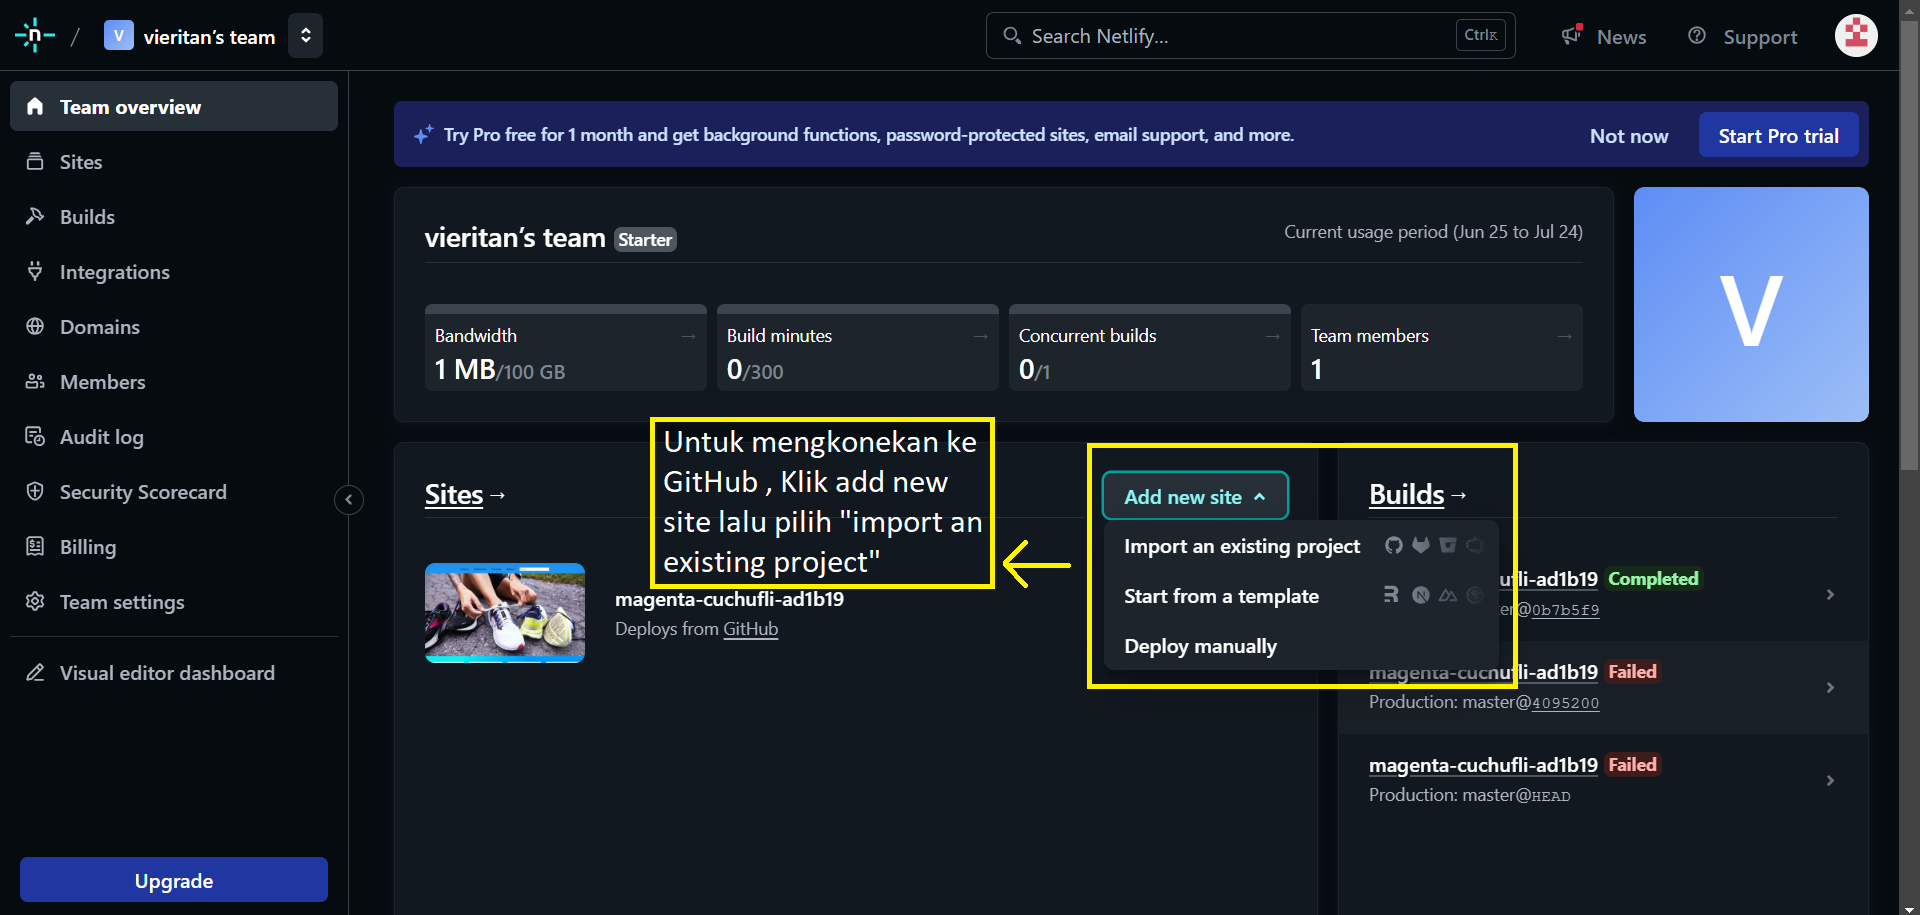 n / V vieritan’s team
Search Netlify... Ctrl K
News
Support
Team overview
Sites
Builds
Integrations
Domains
Members
Audit log
Security Scorecard
Billing
Team settings
Visual editor dashboard
Upgrade
Try Pro free for 1 month and get background functions, password-protected sites, email support, and more.
Not now
Start Pro trial
vieritan’s team Starter
Current usage period (Jun 25 to Jul 24)
Bandwidth →
1 MB/100 GB
Build minutes →
0/300
Concurrent builds →
0/1
Team members →
1
V
Sites →
Untuk mengkonekan ke
GitHub , Klik add new
site lalu pilih "import an
existing project"
magenta-cuchufli-ad1b19
Deploys from GitHub
Add new site
Import an existing project
Start from a template
Deploy manually
Builds →
ufli-ad1b19 Completed
er@0b7b5f9
magenta-cuchufli-ad1b19 Failed
Production: master@4095200
magenta-cuchufli-ad1b19 Failed
Production: master@HEAD